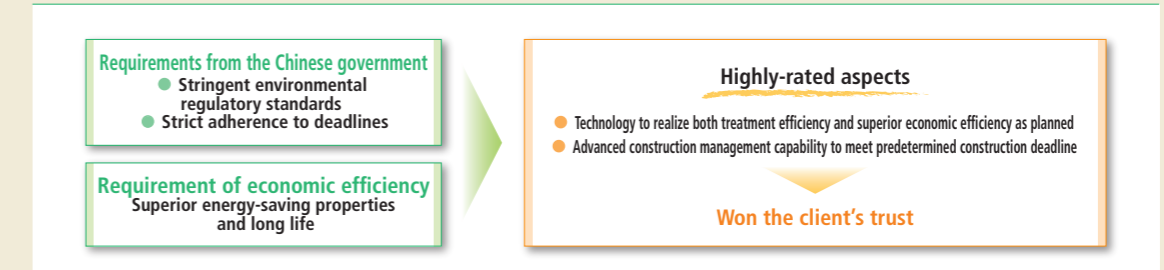 Requirements from the Chinese government
● Stringent environmental
regulatory standards
● Strict adherence to deadlines
Requirement of economic efficiency
Superior energy-saving properties
and long life
Highly-rated aspects
● Technology to realize both treatment efficiency and superior economic efficiency as planned
● Advanced construction management capability to meet predetermined construction deadline
Won the client’s trust